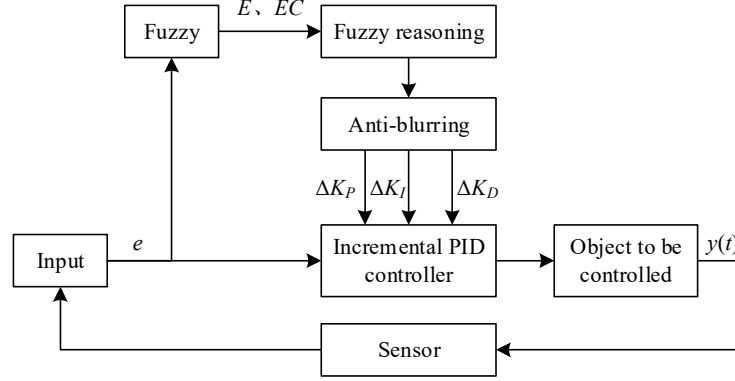 E、EC
Fuzzy
Fuzzy reasoning
Anti-blurring
ΔK_P ΔK_I ΔK_D
Input
e
Incremental PID
controller
Object to be
controlled
y(t)
Sensor